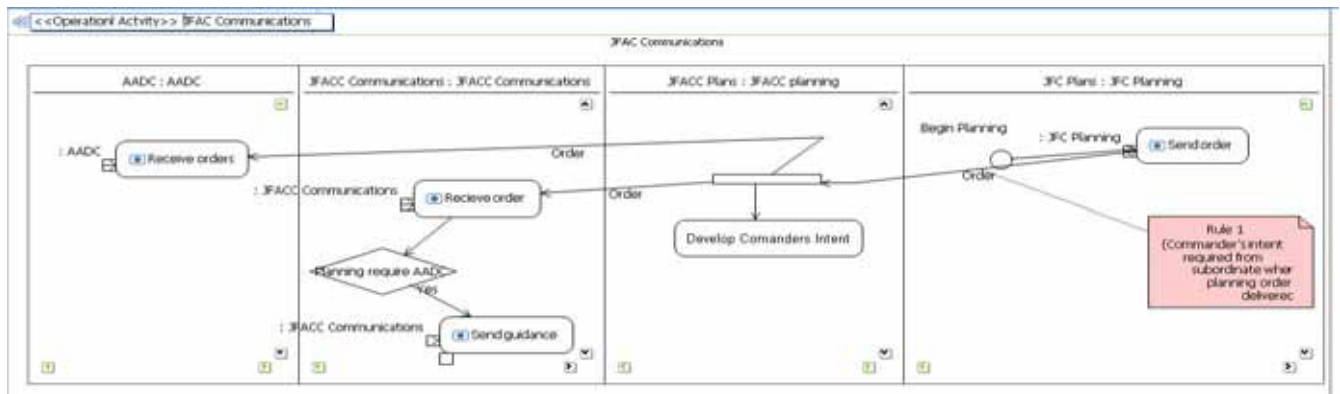 <<Operationl Actvity>> JFAC Communications
JFAC Communications
AADC : AADC
JFACC Communications : JFACC Communications
JFACC Plans : JFACC planning
JFC Plans : JFC Planning
: AADC
Receive orders
Order
Begin Planning
: JFC Planning
Send order
Order
: JFACC Communications
Recieve order
Order
Develop Comanders Intent
Rule 1
{Commander's intent
required from
subordinate wher
planning order
deliverec
Planning require AADC
Yes
: JFACC Communications
Send guidance